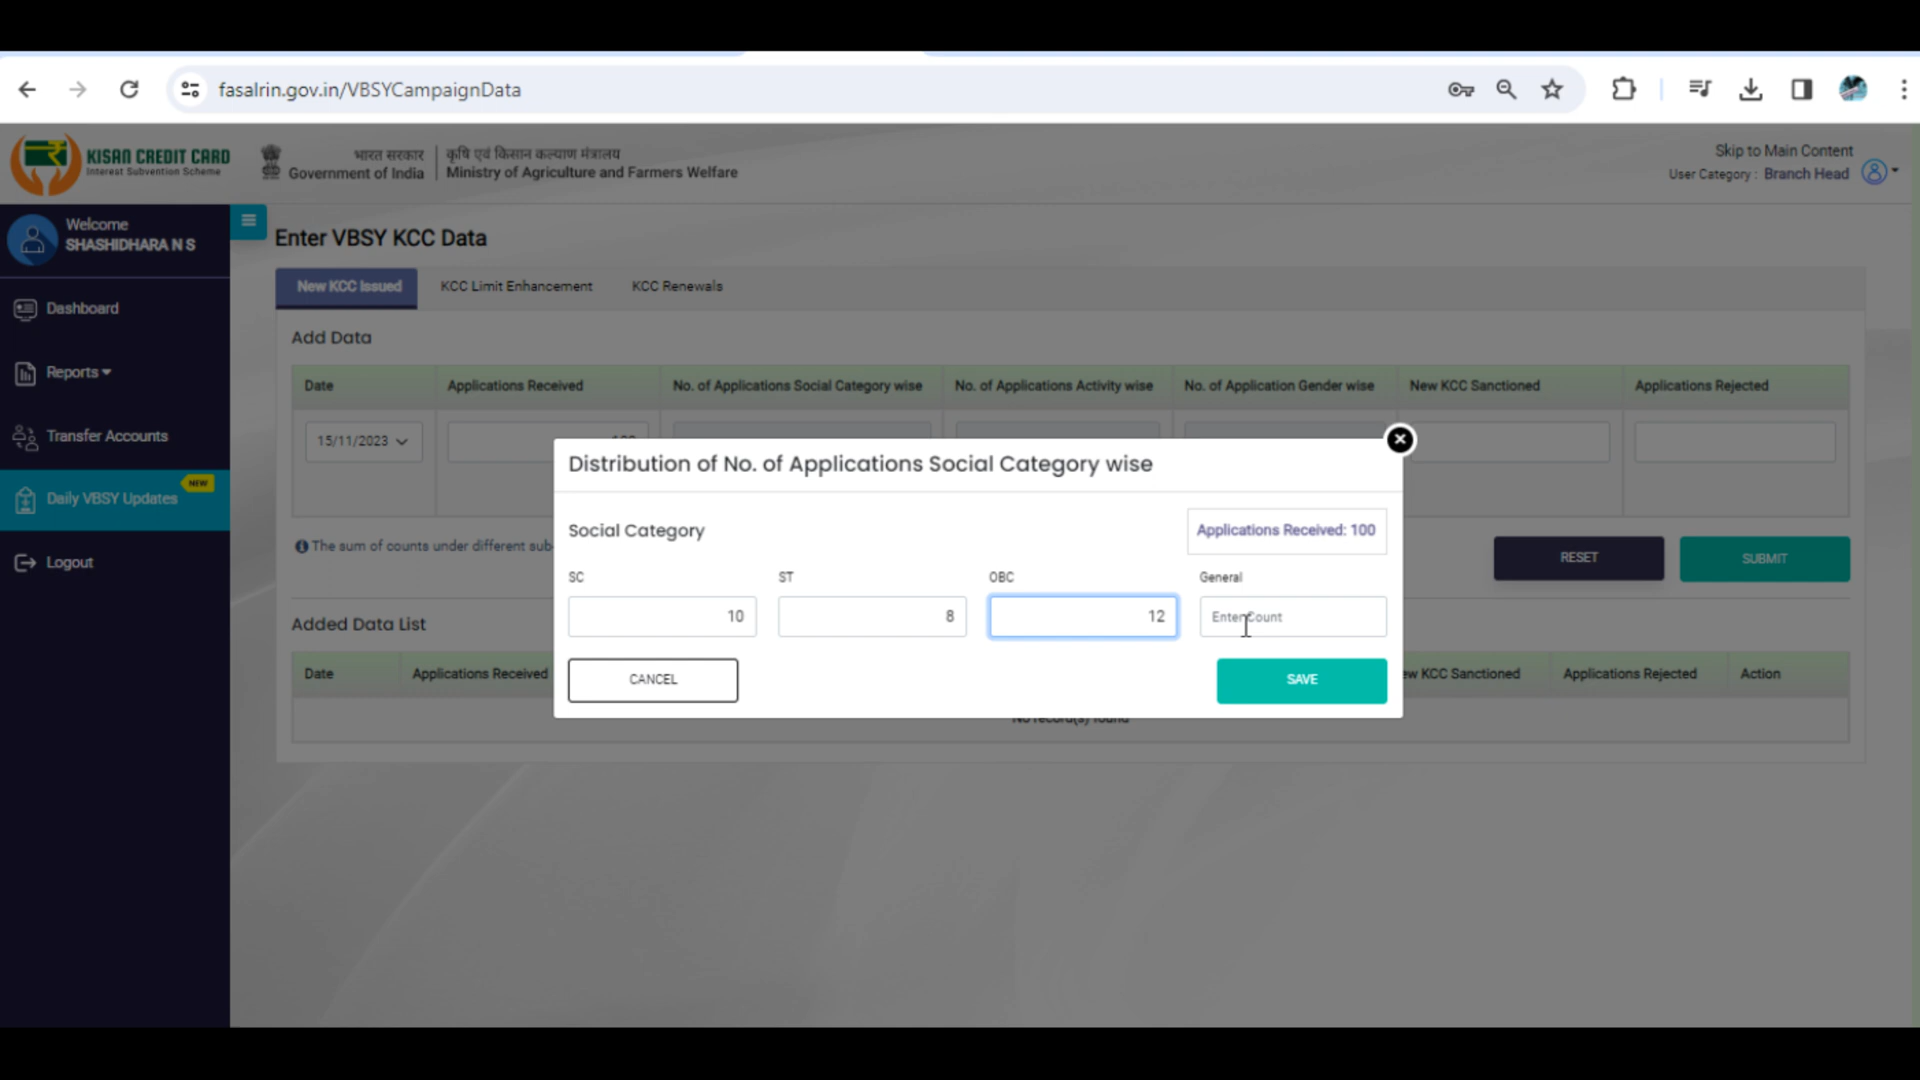 fasalrin.gov.in/VBSYCampaignData
KISAN CREDIT CARD
Interest Subvention Scheme
भारत सरकार
Government of India
कृषि एवं किसान कल्याण मंत्रालय
Ministry of Agriculture and Farmers Welfare
Skip to Main Content
User Category : Branch Head
Welcome
SHASHIDHARA N S
Dashboard
Reports
Transfer Accounts
Daily VBSY Updates
NEW
Logout
Enter VBSY KCC Data
New KCC Issued KCC Limit Enhancement KCC Renewals
Add Data
Date Applications Received No. of Applications Social Category wise No. of Applications Activity wise No. of Application Gender wise New KCC Sanctioned Applications Rejected
15/11/2023
Distribution of No. of Applications Social Category wise
Social Category
Applications Received: 100
SC ST OBC General
10 8 12 Enter Count
CANCEL SAVE
The sum of counts under different sub-
RESET SUBMIT
Added Data List
Date Applications Received KCC Sanctioned Applications Rejected Action
No record(s) found